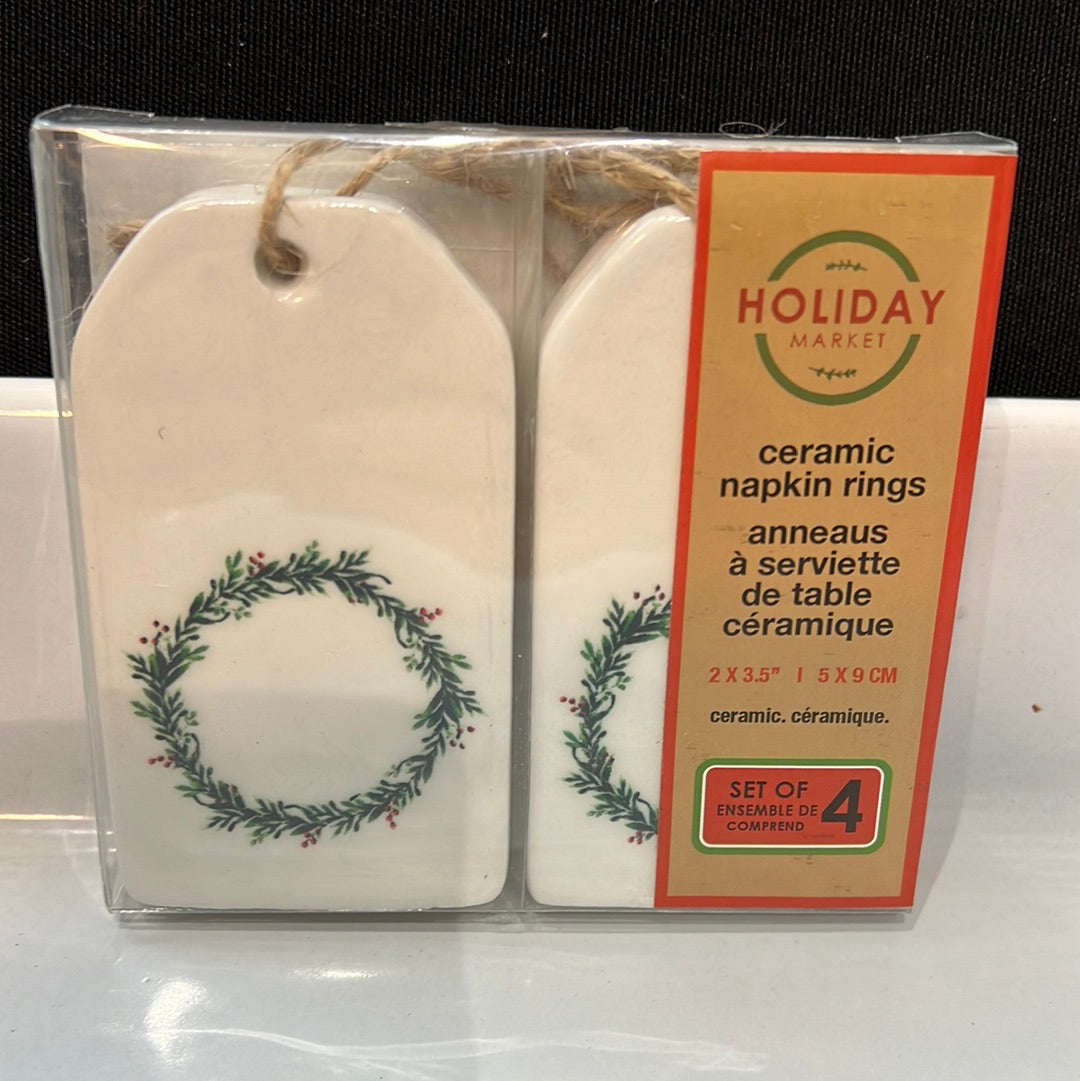 HOLIDAY
MARKET
ceramic
napkin rings
anneaus
à serviette
de table
céramique
2 X 3.5” | 5 X 9 CM
ceramic. céramique.
SET OF
ENSEMBLE DE
COMPREND
4